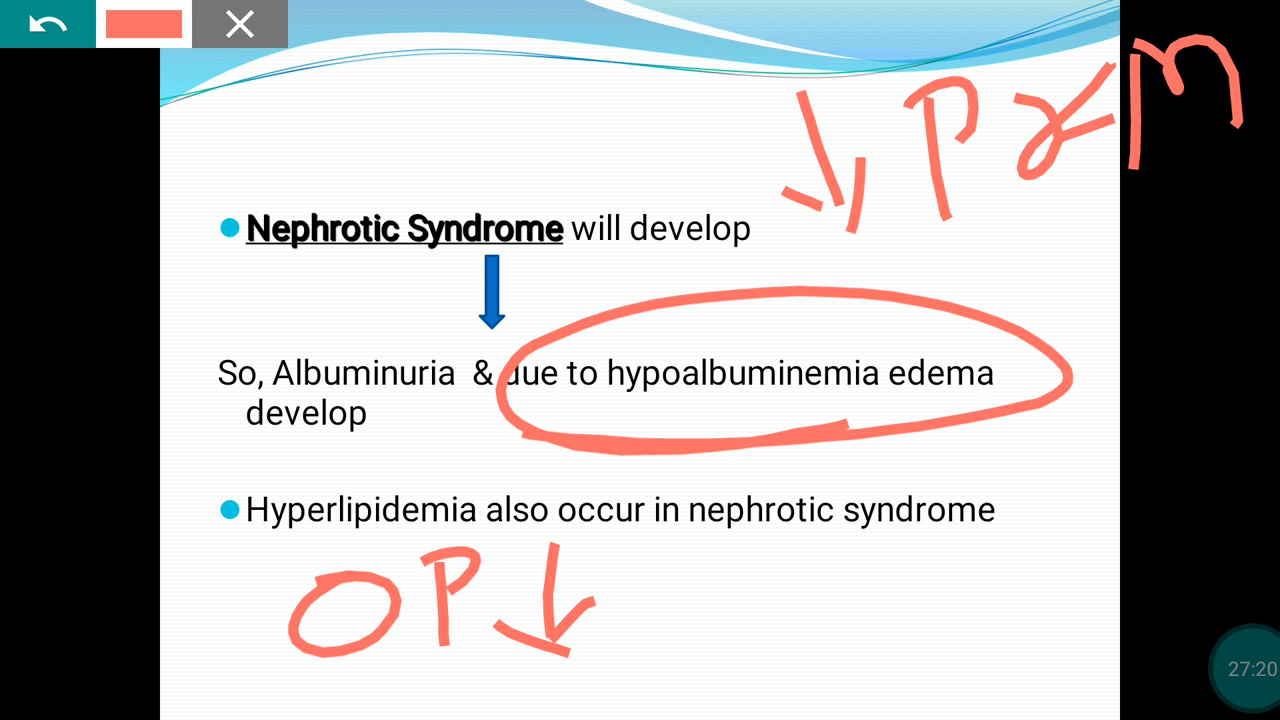 Nephrotic Syndrome will develop
So, Albuminuria & due to hypoalbuminemia edema
develop
Hyperlipidemia also occur in nephrotic syndrome
OP↓
27:20